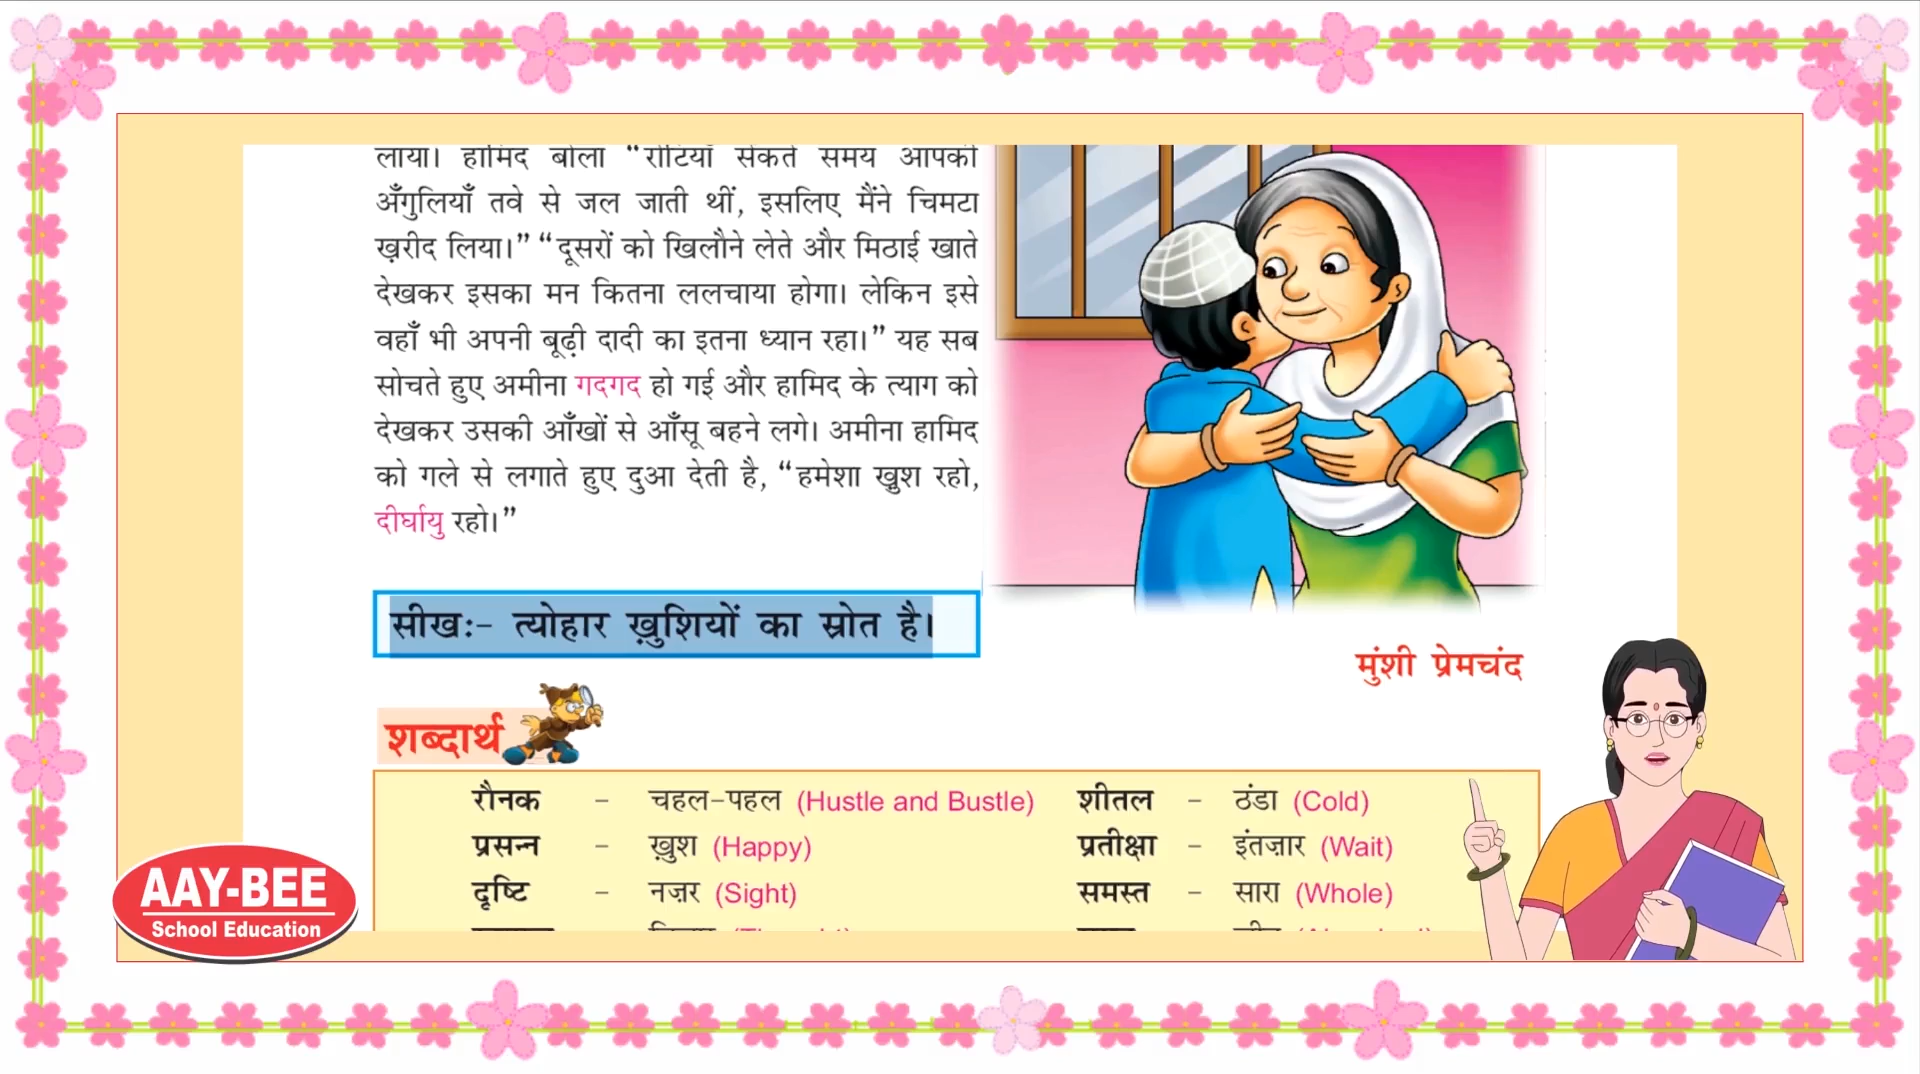 लाया। हामिद बोला “रोटियाँ सेकते समय आपकी
अँगुलियाँ तवे से जल जाती थीं, इसलिए मैंने चिमटा
ख़रीद लिया।” “दूसरों को खिलौने लेते और मिठाई खाते
देखकर इसका मन कितना ललचाया होगा। लेकिन इसे
वहाँ भी अपनी बूढ़ी दादी का इतना ध्यान रहा।” यह सब
सोचते हुए अमीना गदगद हो गई और हामिद के त्याग को
देखकर उसकी आँखों से आँसू बहने लगे। अमीना हामिद
को गले से लगाते हुए दुआ देती है, “हमेशा ख़ुश रहो,
दीर्घायु रहो।”
सीखः- त्योहार ख़ुशियों का स्रोत है।
मुंशी प्रेमचंद
शब्दार्थ
रौनक - चहल-पहल (Hustle and Bustle) शीतल - ठंडा (Cold)
प्रसन्न - ख़ुश (Happy) प्रतीक्षा - इंतज़ार (Wait)
दृष्टि - नज़र (Sight) समस्त - सारा (Whole)
AAY-BEE
School Education